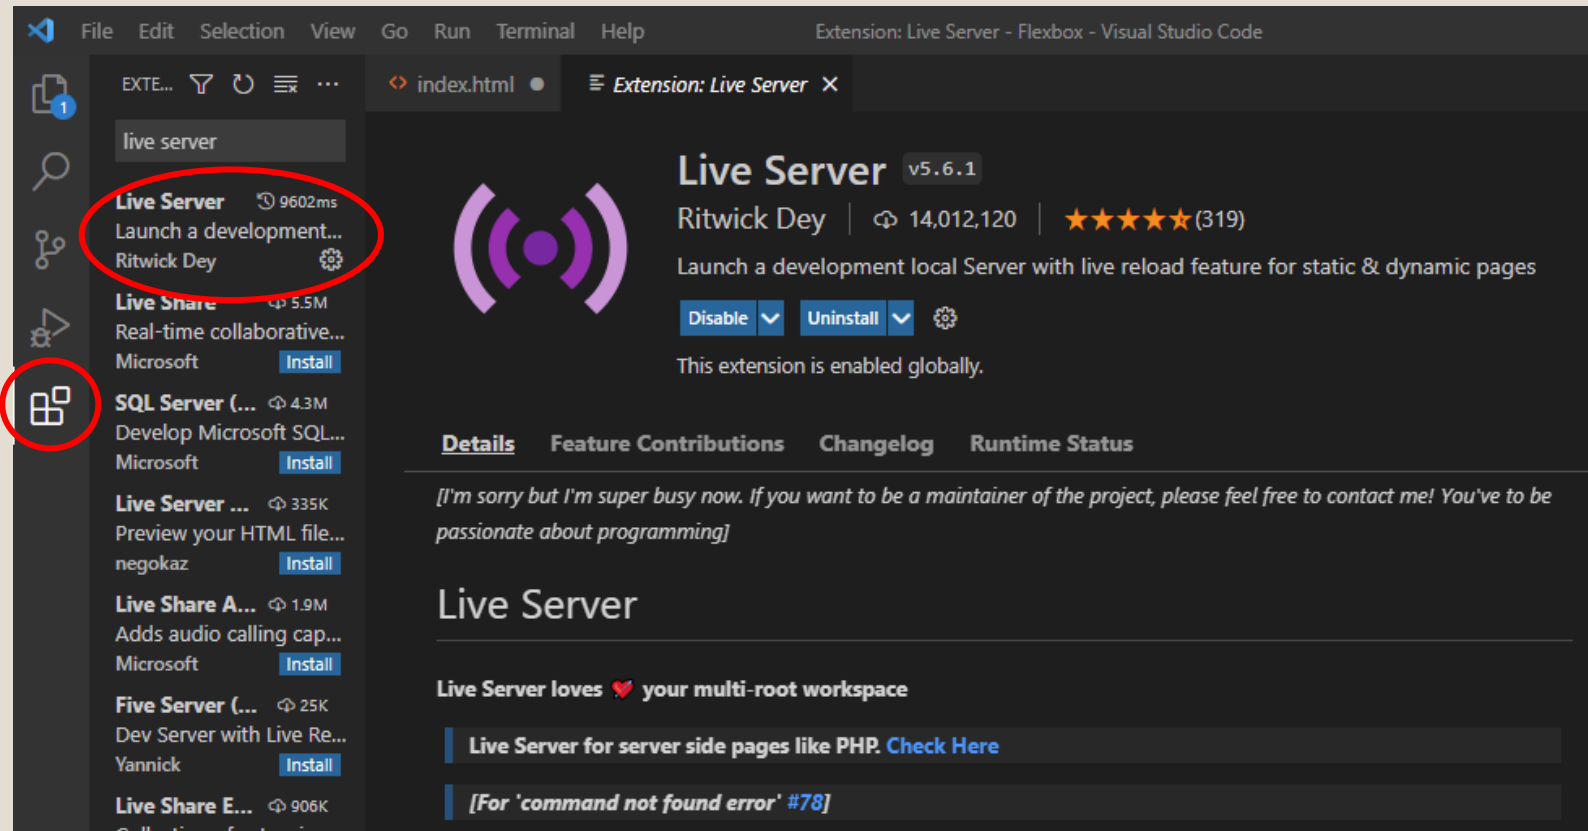 File Edit Selection View Go Run Terminal Help Extension: Live Server - Flexbox - Visual Studio Code
EXTE... index.html Extension: Live Server
1
live server
Live Server 9602ms
Launch a development...
Ritwick Dey
Live Share 5.5M
Real-time collaborative...
Microsoft Install
SQL Server (... 4.3M
Develop Microsoft SQL...
Microsoft Install
Live Server ... 335K
Preview your HTML file...
negokaz Install
Live Share A... 1.9M
Adds audio calling cap...
Microsoft Install
Five Server (... 25K
Dev Server with Live Re...
Yannick Install
Live Share E... 906K
Live Server v5.6.1
Ritwick Dey 14,012,120 (319)
Launch a development local Server with live reload feature for static & dynamic pages
Disable Uninstall
This extension is enabled globally.
Details Feature Contributions Changelog Runtime Status
[I'm sorry but I'm super busy now. If you want to be a maintainer of the project, please feel free to contact me! You've to be
passionate about programming]
Live Server
Live Server loves 💘 your multi-root workspace
Live Server for server side pages like PHP. Check Here
[For 'command not found error' #78]